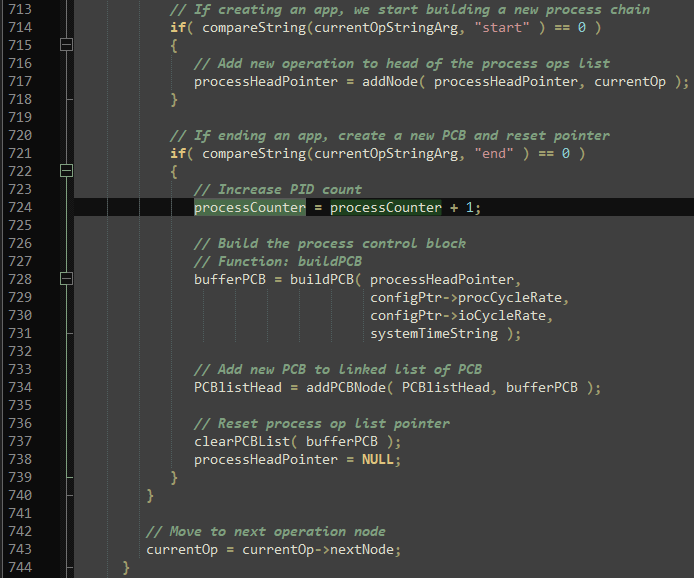 713 // If creating an app, we start building a new process chain
714 if( compareString(currentOpStringArg, "start" ) == 0 )
715 {
716 // Add new operation to head of the process ops list
717 processHeadPointer = addNode( processHeadPointer, currentOp );
718 }
719
720 // If ending an app, create a new PCB and reset pointer
721 if( compareString(currentOpStringArg, "end" ) == 0 )
722 {
723 // Increase PID count
724 processCounter = processCounter + 1;
725
726 // Build the process control block
727 // Function: buildPCB
728 bufferPCB = buildPCB( processHeadPointer,
729 configPtr->procCycleRate,
730 configPtr->ioCycleRate,
731 systemTimeString );
732
733 // Add new PCB to linked list of PCB
734 PCBlistHead = addPCBNode( PCBlistHead, bufferPCB );
735
736 // Reset process op list pointer
737 clearPCBList( bufferPCB );
738 processHeadPointer = NULL;
739 }
740 }
741
742 // Move to next operation node
743 currentOp = currentOp->nextNode;
744 }